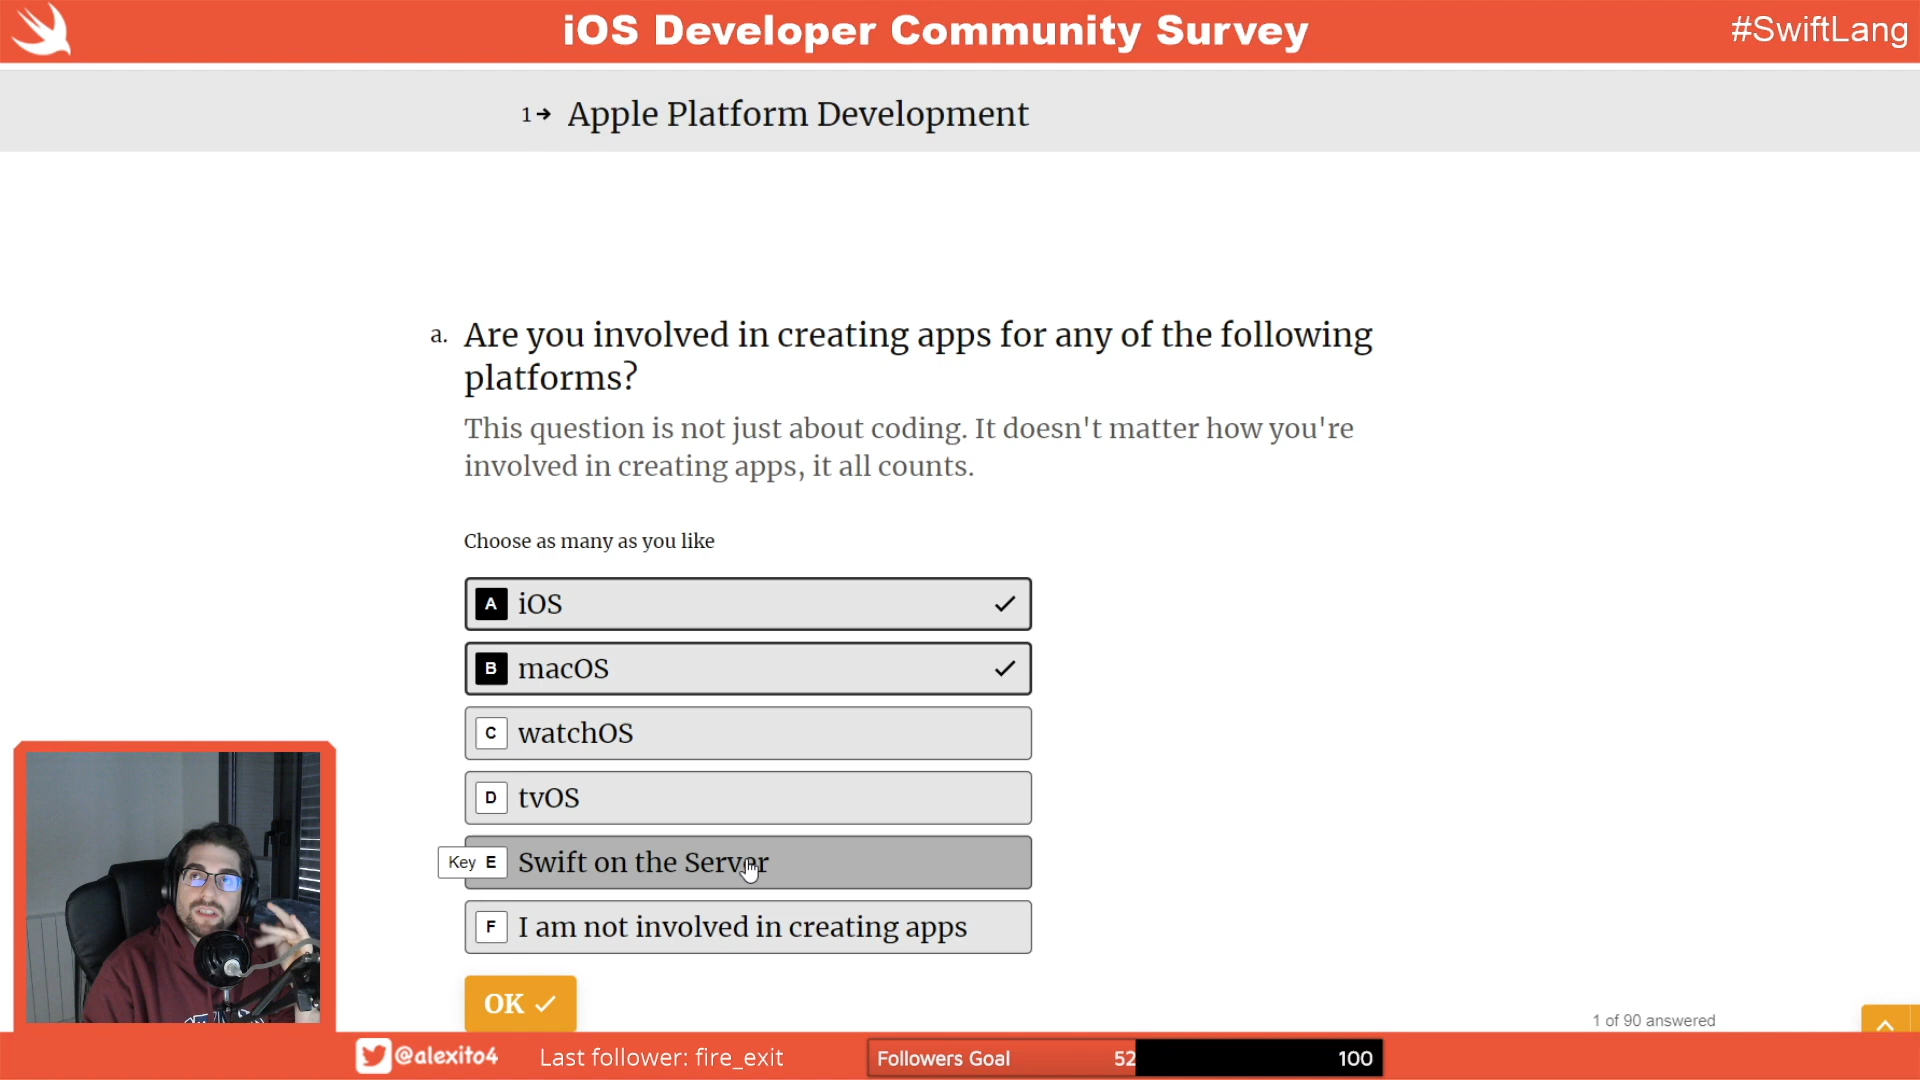 iOS Developer Community Survey
#SwiftLang
1 → Apple Platform Development
a. Are you involved in creating apps for any of the following
platforms?
This question is not just about coding. It doesn't matter how you're
involved in creating apps, it all counts.
Choose as many as you like
A iOS
B macOS
C watchOS
D tvOS
Key E Swift on the Server
F I am not involved in creating apps
OK
1 of 90 answered
@alexito4
Last follower: fire_exit
Followers Goal 52 100